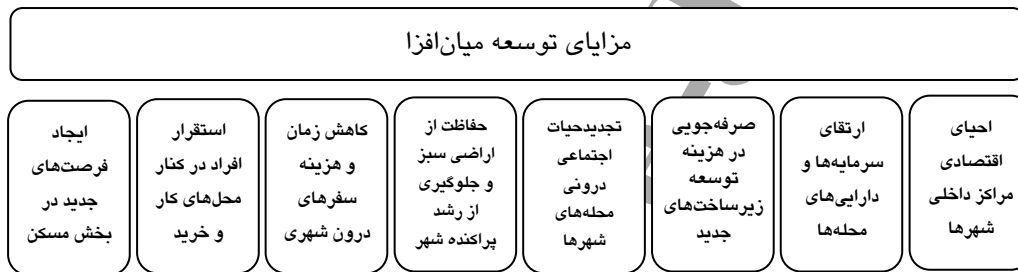 مزایای توسعه میان‌افزا
احیای
اقتصادی
مراکز داخلی
شهرها
ارتقای
سرمایه‌ها و
دارایی‌های
محله‌ها
صرفه‌جویی
در هزینه
توسعه
زیرساخت‌های
جدید
تجدیدحیات
اجتماعی
درونی
محله‌های
شهرها
حفاظت از
اراضی سبز
و جلوگیری
از رشد
پراکنده شهر
کاهش زمان
و هزینه
سفرهای
درون شهری
استقرار
افراد در کنار
محل‌های کار
و خرید
ایجاد
فرصت‌های
جدید در
بخش مسکن